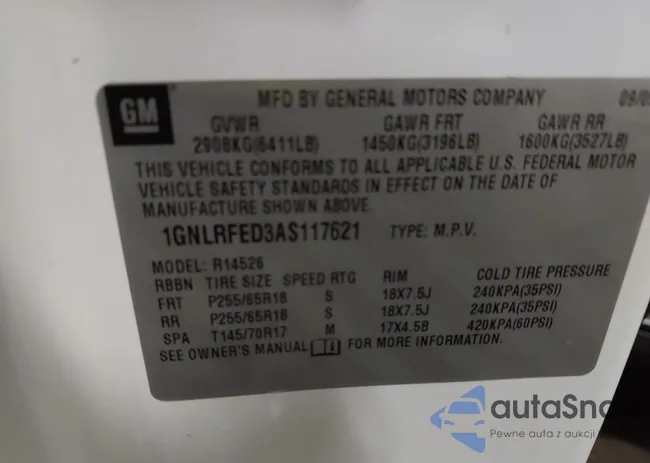 GM
MFD BY GENERAL MOTORS COMPANY 09/0
GVWR GAWR FRT GAWR RR
2908KG(6411LB) 1450KG(3196LB) 1600KG(3527LB)
THIS VEHICLE CONFORMS TO ALL APPLICABLE U.S. FEDERAL MOTOR
VEHICLE SAFETY STANDARDS IN EFFECT ON THE DATE OF
MANUFACTURE SHOWN ABOVE.
1GNLRFED3AS117621 TYPE: M.P.V.
MODEL: R14526
RBBN TIRE SIZE SPEED RTG RIM COLD TIRE PRESSURE
FRT P255/65R18 S 18X7.5J 240KPA(35PSI)
RR P255/65R18 S 18X7.5J 240KPA(35PSI)
SPA T145/70R17 M 17X4.5B 420KPA(60PSI)
SEE OWNER'S MANUAL FOR MORE INFORMATION.
autaSna
Pewne auta z aukcji